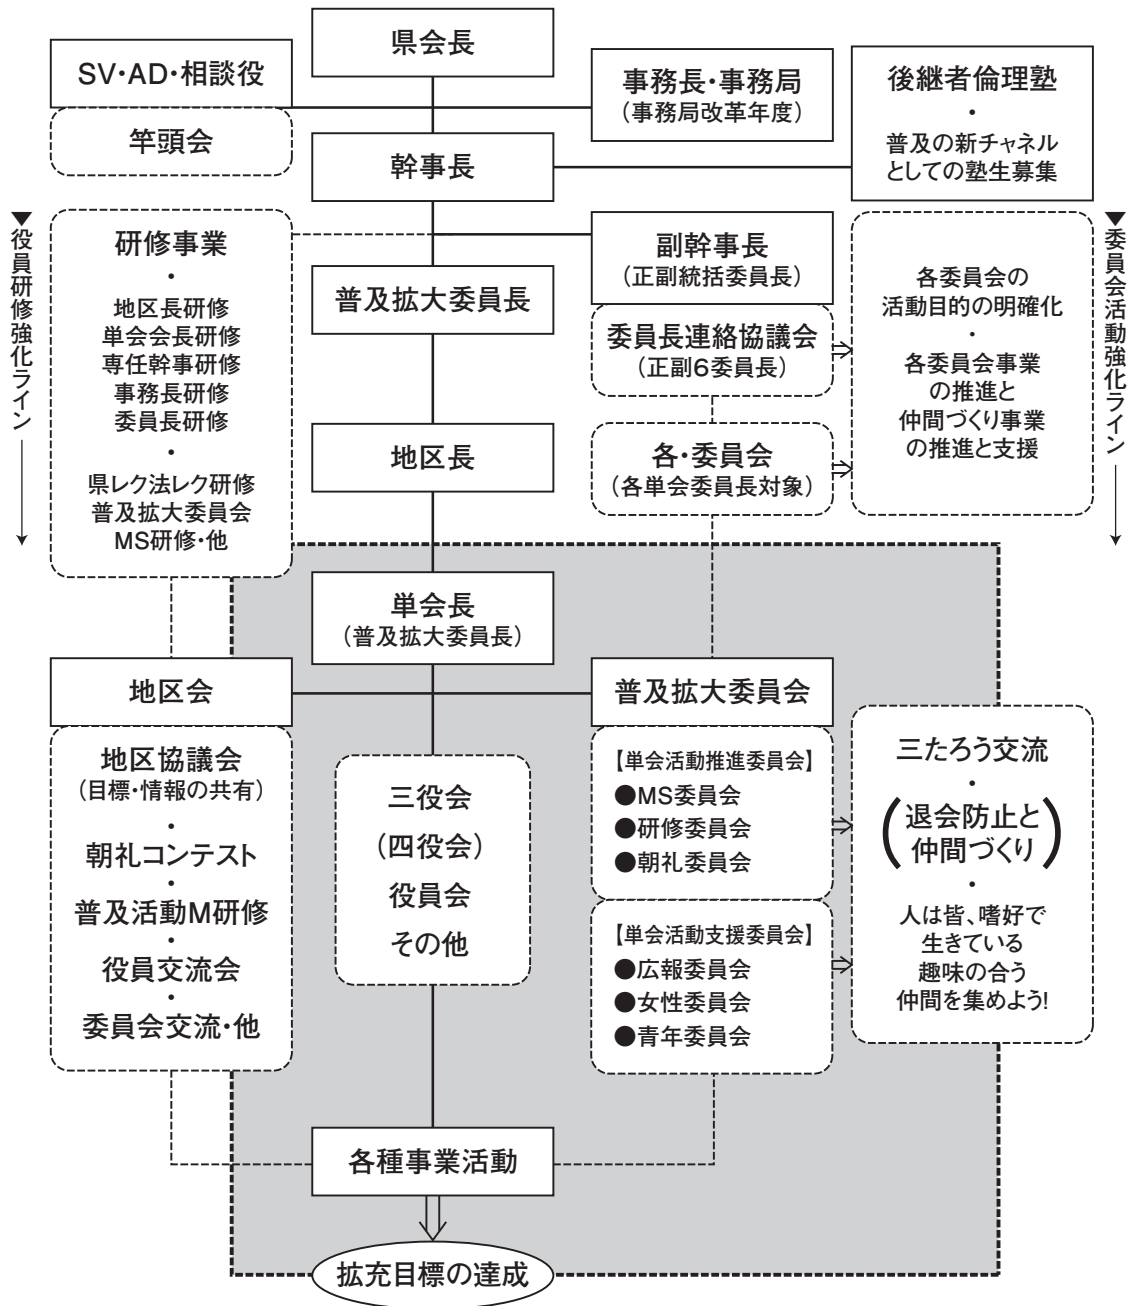 県会長
SV・AD・相談役
竿頭会
事務長・事務局
（事務局改革年度）
後継者倫理塾
・
普及の新チャネル
としての塾生募集
幹事長
▼役員研修強化ライン
研修事業
・
地区長研修
単会会長研修
専任幹事研修
事務長研修
委員長研修
・
県レク法レク研修
普及拡大委員会
MS研修・他
普及拡大委員長
副幹事長
（正副統括委員長）
委員長連絡協議会
（正副6委員長）
各委員会の
活動目的の明確化
・
各委員会事業
の推進と
仲間づくり事業
の推進と支援
▼委員会活動強化ライン
地区長
各・委員会
（各単会委員長対象）
単会長
（普及拡大委員長）
地区会
地区協議会
（目標・情報の共有）
・
朝礼コンテスト
・
普及活動M研修
・
役員交流会
・
委員会交流・他
三役会
（四役会）
役員会
その他
普及拡大委員会
【単会活動推進委員会】
●MS委員会
●研修委員会
●朝礼委員会
【単会活動支援委員会】
●広報委員会
●女性委員会
●青年委員会
三たろう交流
・
（退会防止と
仲間づくり）
・
人は皆、嗜好で
生きている
趣味の合う
仲間を集めよう!
各種事業活動
拡充目標の達成